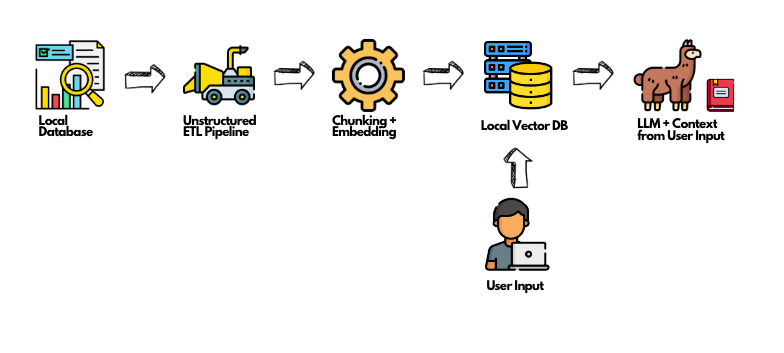 Local
Database
Unstructured
ETL Pipeline
Chunking +
Embedding
Local Vector DB
LLM + Context
from User Input
User Input